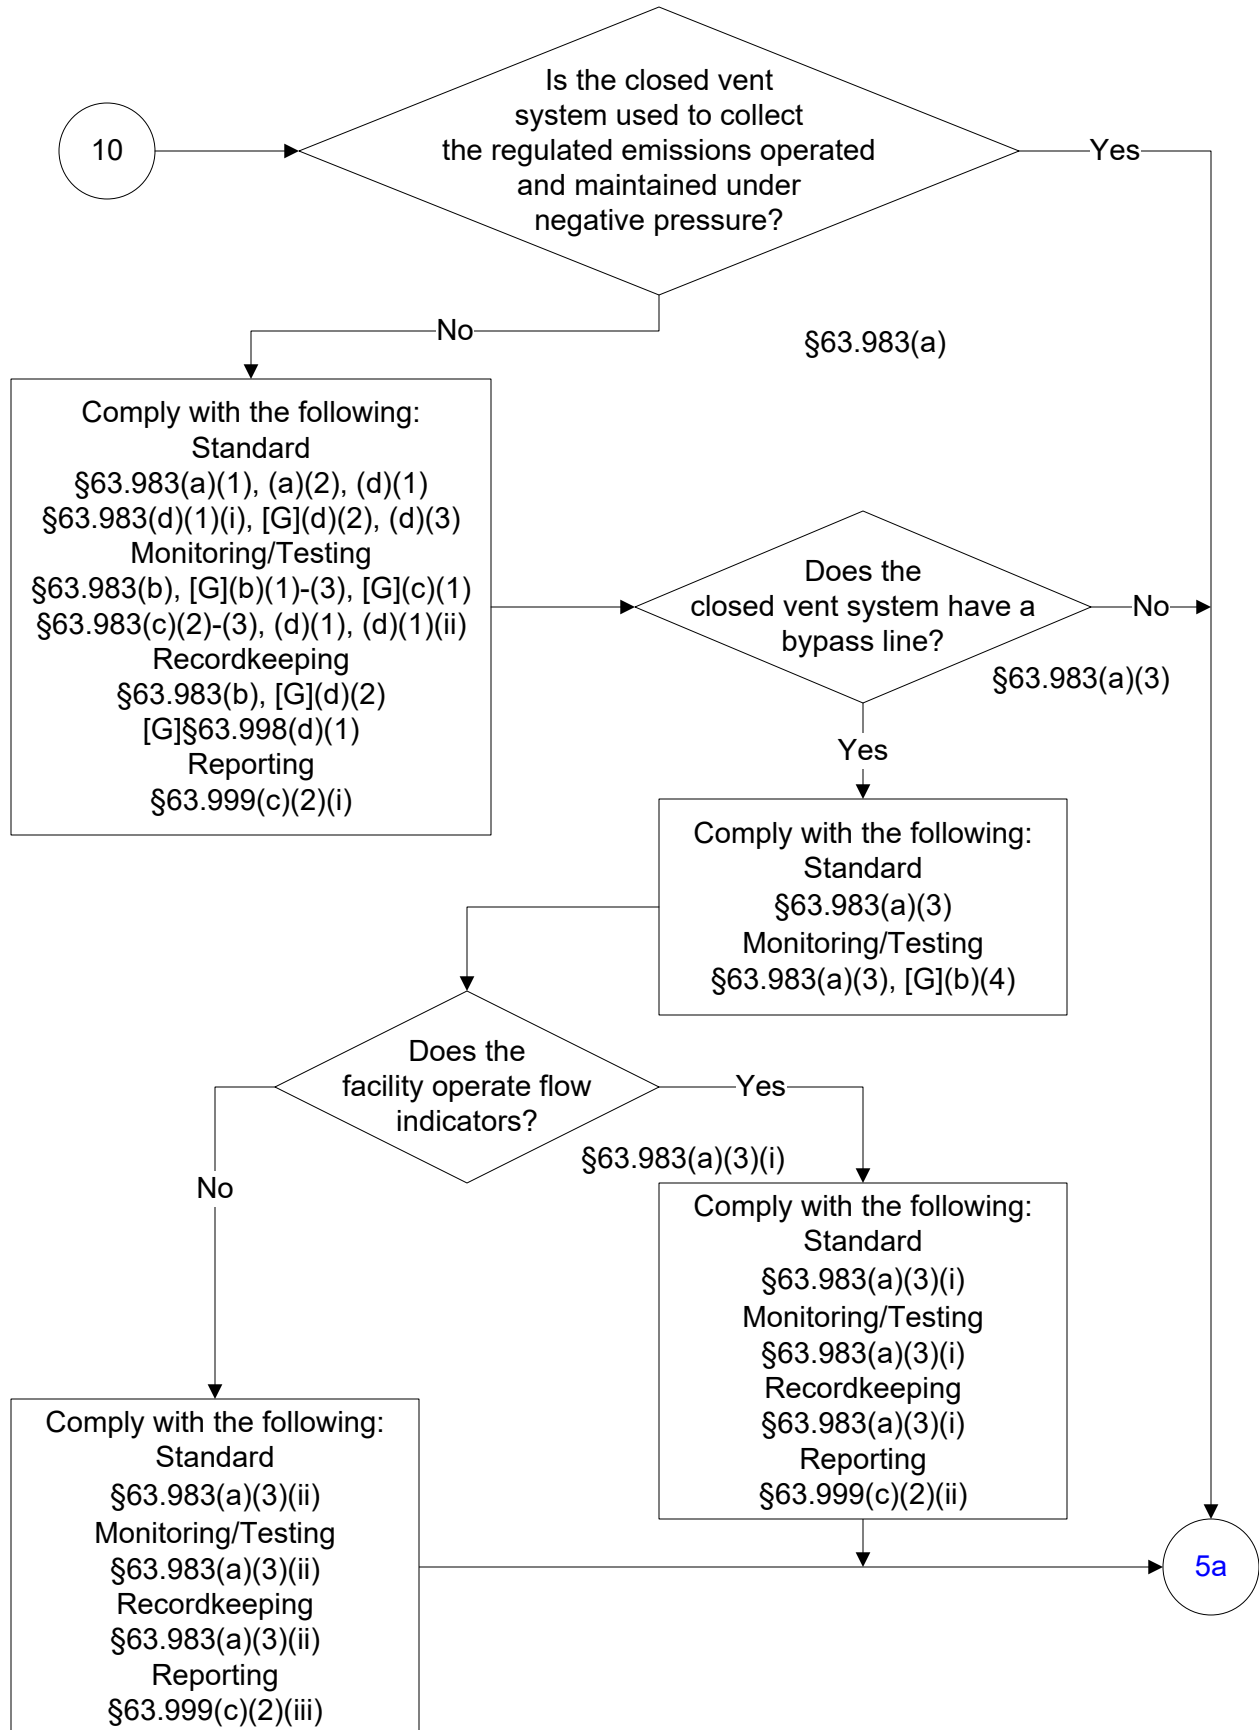 10
Is the closed vent
system used to collect
the regulated emissions operated
and maintained under
negative pressure?
Yes
No
§63.983(a)
Comply with the following:
Standard
§63.983(a)(1), (a)(2), (d)(1)
§63.983(d)(1)(i), [G](d)(2), (d)(3)
Monitoring/Testing
§63.983(b), [G](b)(1)-(3), [G](c)(1)
§63.983(c)(2)-(3), (d)(1), (d)(1)(ii)
Recordkeeping
§63.983(b), [G](d)(2)
[G]§63.998(d)(1)
Reporting
§63.999(c)(2)(i)
Does the
closed vent system have a
bypass line?
No
§63.983(a)(3)
Yes
Comply with the following:
Standard
§63.983(a)(3)
Monitoring/Testing
§63.983(a)(3), [G](b)(4)
Does the
facility operate flow
indicators?
Yes
§63.983(a)(3)(i)
No
Comply with the following:
Standard
§63.983(a)(3)(i)
Monitoring/Testing
§63.983(a)(3)(i)
Recordkeeping
§63.983(a)(3)(i)
Reporting
§63.999(c)(2)(ii)
Comply with the following:
Standard
§63.983(a)(3)(ii)
Monitoring/Testing
§63.983(a)(3)(ii)
Recordkeeping
§63.983(a)(3)(ii)
Reporting
§63.999(c)(2)(iii)
5a